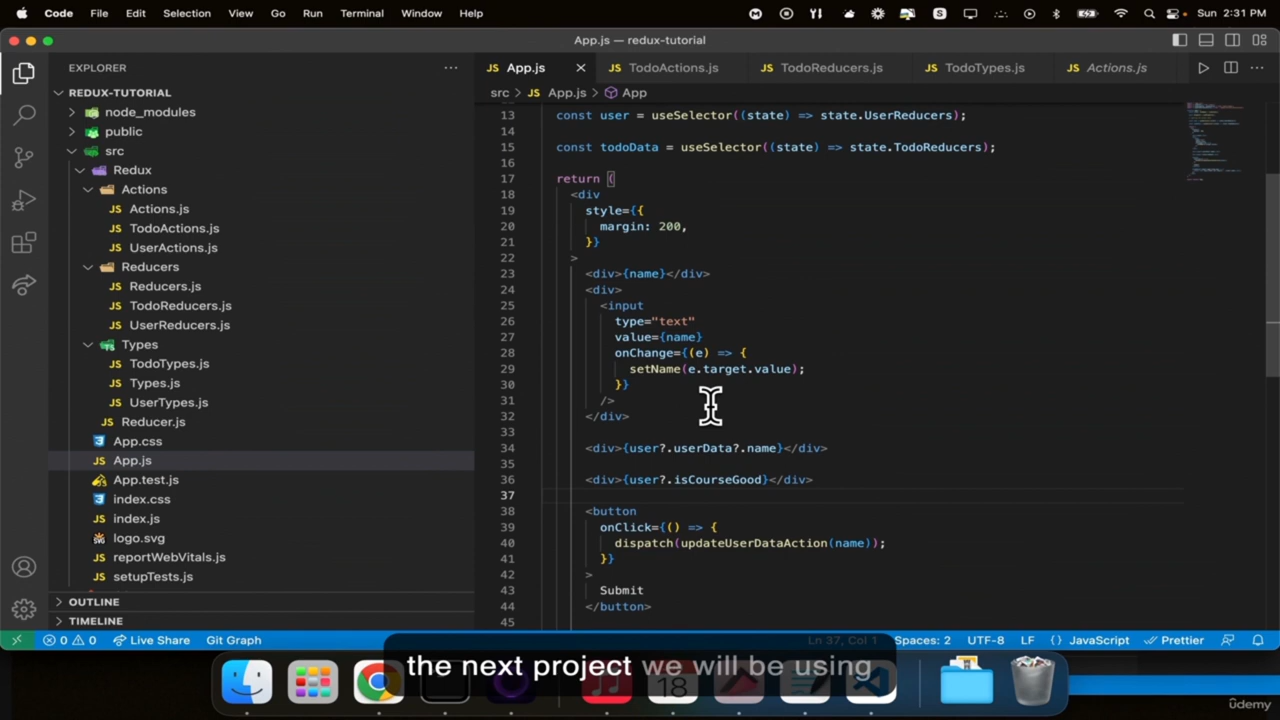 Code File Edit Selection View Go Run Terminal Window Help Sun 2:31 PM
App.js — redux-tutorial
EXPLORER
App.js TodoActions.js TodoReducers.js TodoTypes.js Actions.js
REDUX-TUTORIAL
node_modules
public
src
Redux
Actions
Actions.js
TodoActions.js
UserActions.js
Reducers
Reducers.js
TodoReducers.js
UserReducers.js
Types
TodoTypes.js
Types.js
UserTypes.js
Reducer.js
App.css
App.js
App.test.js
index.css
index.js
logo.svg
reportWebVitals.js
setupTests.js
OUTLINE
TIMELINE
src > App.js > App
13 const user = useSelector((state) => state.UserReducers);
14
15 const todoData = useSelector((state) => state.TodoReducers);
16
17 return (
18 <div
19 style={{
20 margin: 200,
21 }}
22 >
23 <div>{name}</div>
24 <div>
25 <input
26 type="text"
27 value={name}
28 onChange={(e) => {
29 setName(e.target.value);
30 }}
31 />
32 </div>
33
34 <div>{user?.userData?.name}</div>
35
36 <div>{user?.isCourseGood}</div>
37
38 <button
39 onClick={() => {
40 dispatch(updateUserDataAction(name));
41 }}
42 >
43 Submit
44 </button>
45
0 0 Live Share Git Graph Ln 37, Col 1 Spaces: 2 UTF-8 LF {} JavaScript Prettier
the next project we will be using
18
ûdemy